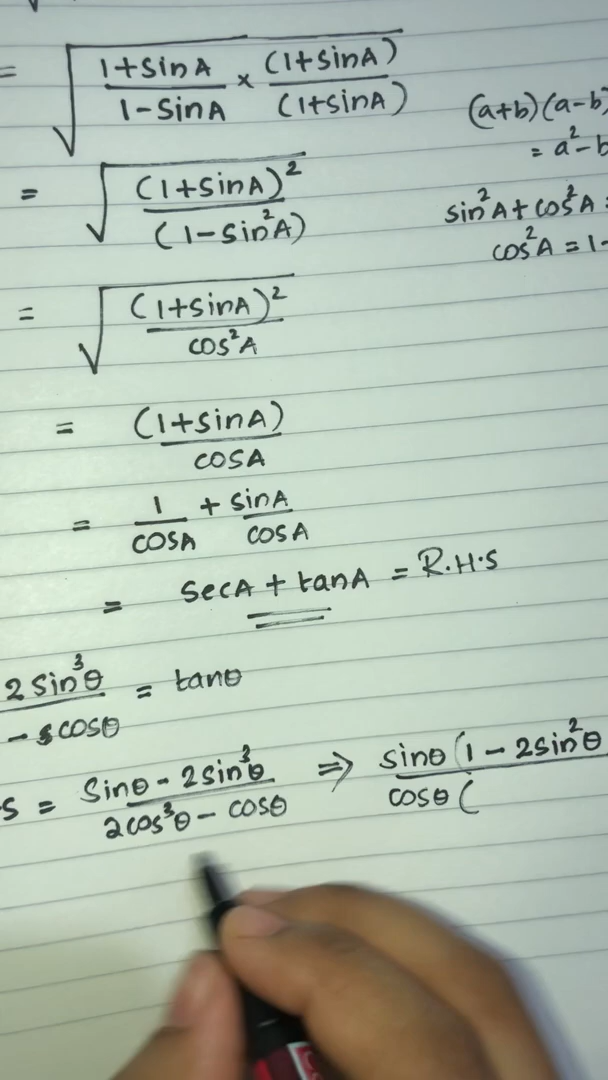 = √((1+sinA)/(1-sinA) × (1+sinA)/(1+sinA))
(a+b)(a-b)
= a²-b
= √((1+sinA)²/(1-sin²A))
sin²A+cos²A =
cos²A = 1-
= √((1+sinA)²/cos²A)
= (1+sinA)/cosA
= 1/cosA + sinA/cosA
= secA + tanA = R.H.S
2sin³θ/-cosθ = tanθ
S = (sinθ - 2sin³θ)/(2cos³θ - cosθ) ⇒ sinθ(1 - 2sin²θ/cosθ(